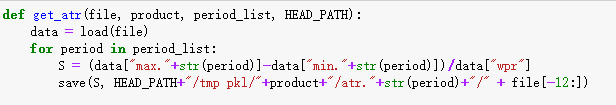 def get_atr(file, product, period_list, HEAD_PATH):
    data = load(file)
    for period in period_list:
        S = (data["max."+str(period)]-data["min."+str(period)])/data["wpr"]
        save(S, HEAD_PATH+"/tmp pkl/"+product+"/atr."+str(period)+"/" + file[-12:])